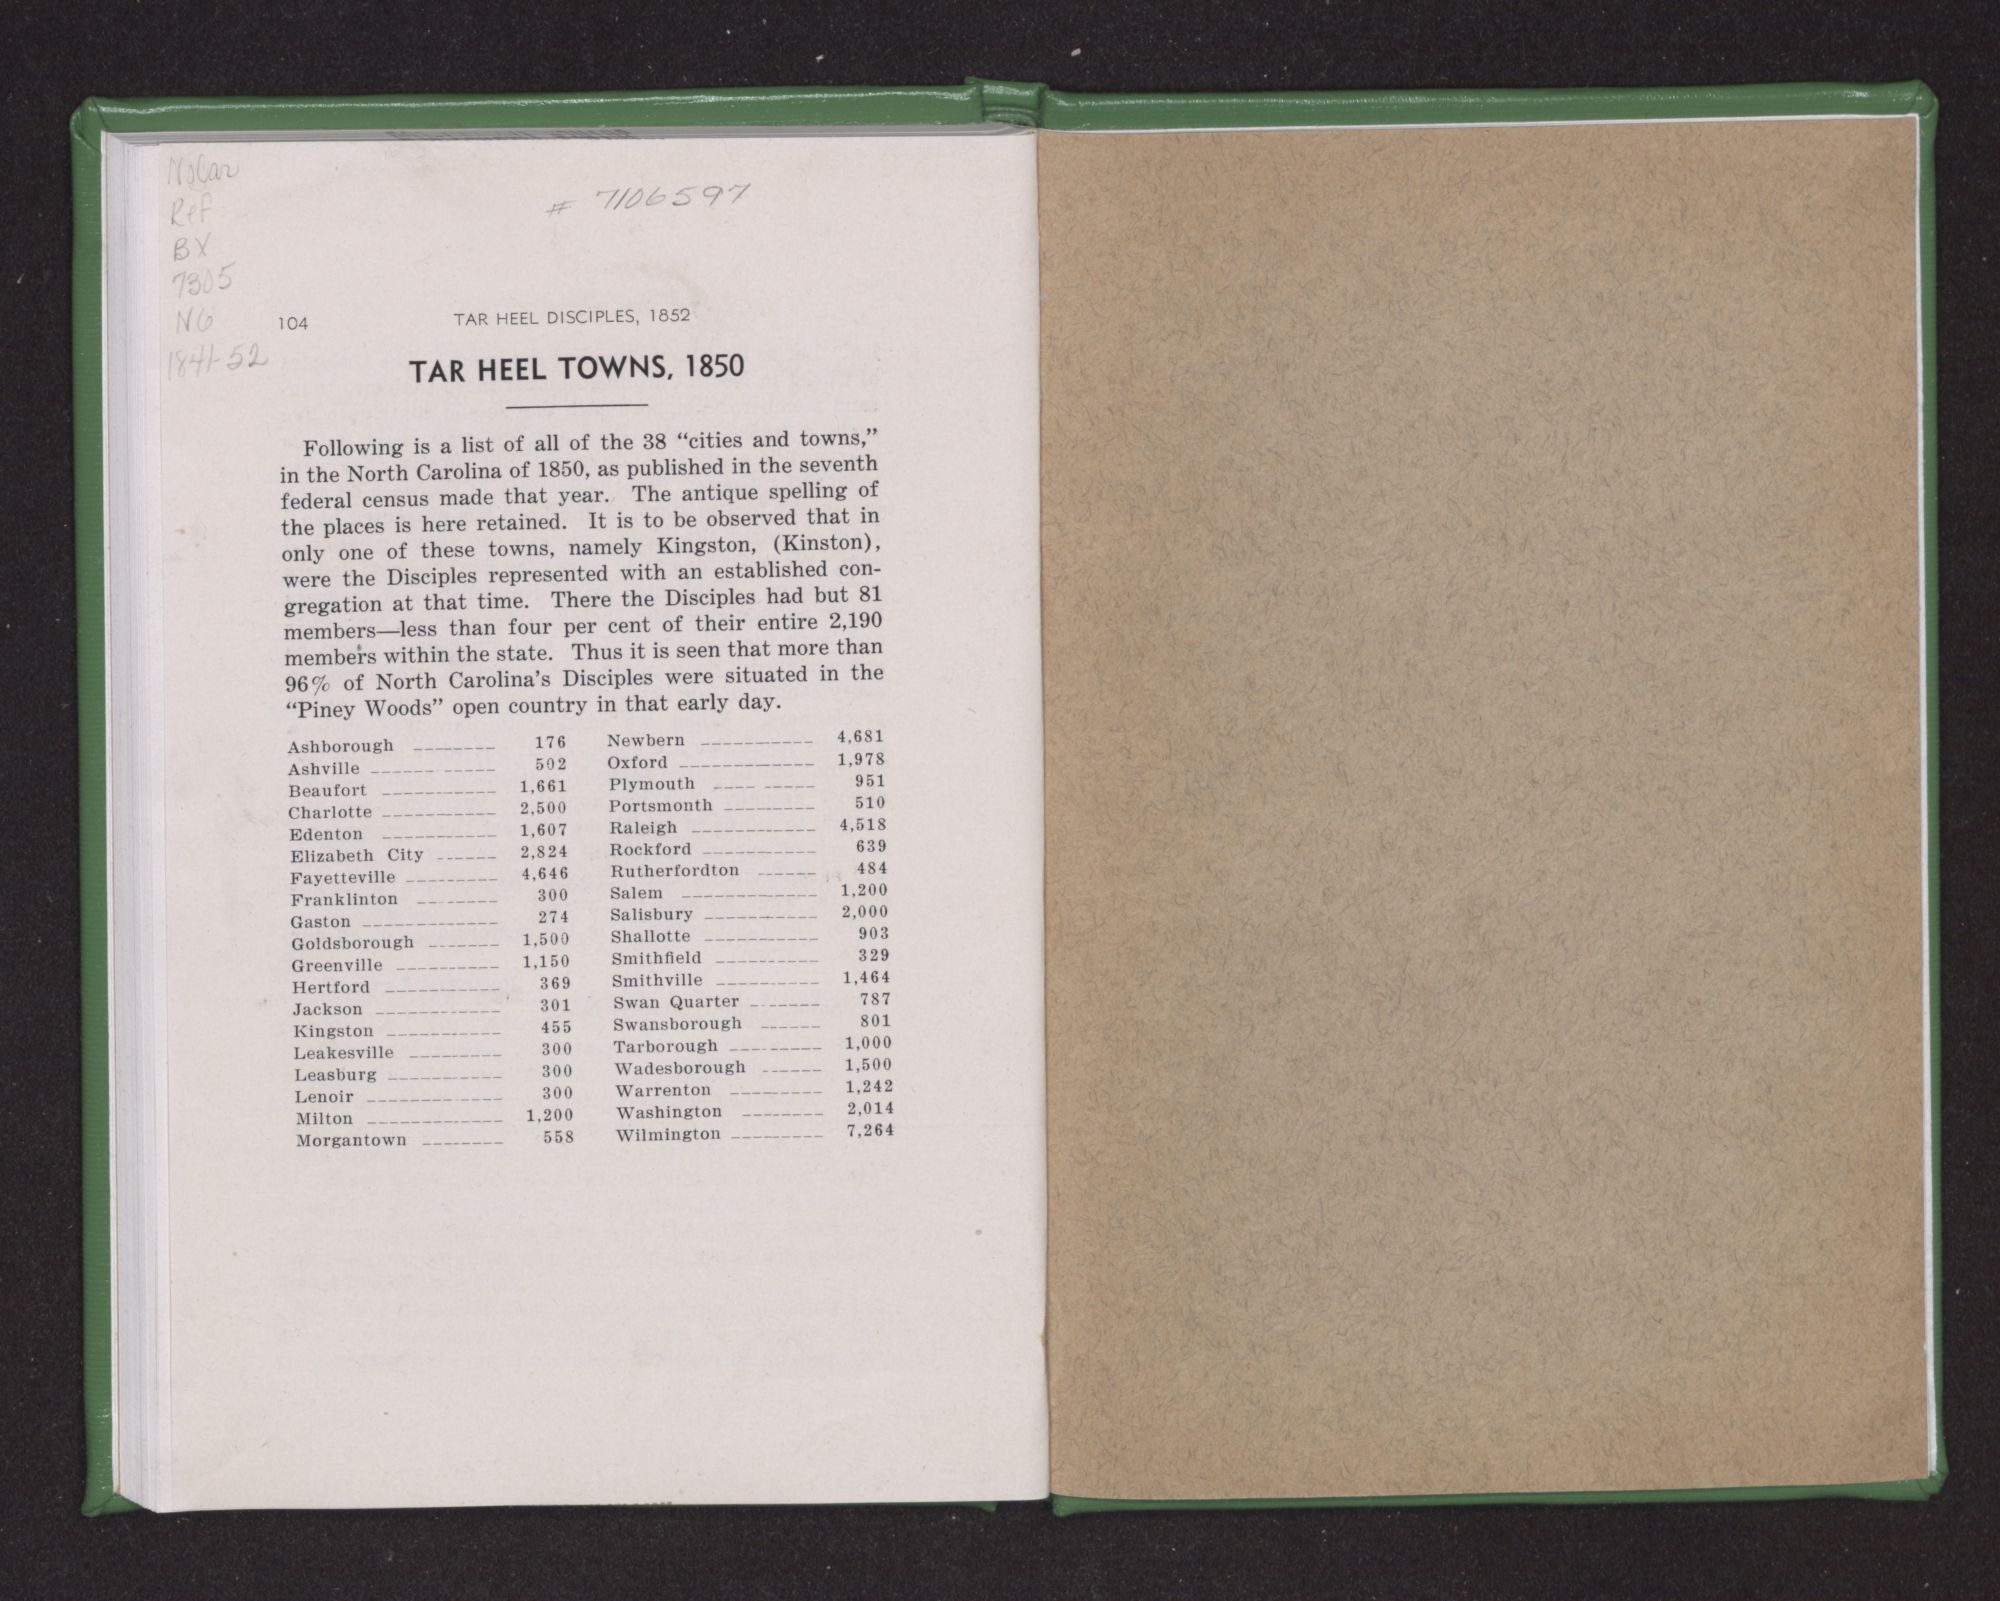 NoCar
Ref
BX
7305
N6
1841-52
# 7106597
104 TAR HEEL DISCIPLES, 1852
TAR HEEL TOWNS, 1850
Following is a list of all of the 38 “cities and towns,”
in the North Carolina of 1850, as published in the seventh
federal census made that year. The antique spelling of
the places is here retained. It is to be observed that in
only one of these towns, namely Kingston, (Kinston),
were the Disciples represented with an established con-
gregation at that time. There the Disciples had but 81
members—less than four per cent of their entire 2,190
members within the state. Thus it is seen that more than
96% of North Carolina’s Disciples were situated in the
“Piney Woods” open country in that early day.
Ashborough 176
Ashville 502
Beaufort 1,661
Charlotte 2,500
Edenton 1,607
Elizabeth City 2,824
Fayetteville 4,646
Franklinton 300
Gaston 274
Goldsborough 1,500
Greenville 1,150
Hertford 369
Jackson 301
Kingston 455
Leakesville 300
Leasburg 300
Lenoir 300
Milton 1,200
Morgantown 558
Newbern 4,681
Oxford 1,978
Plymouth 951
Portsmonth 510
Raleigh 4,518
Rockford 639
Rutherfordton 484
Salem 1,200
Salisbury 2,000
Shallotte 903
Smithfield 329
Smithville 1,464
Swan Quarter 787
Swansborough 801
Tarborough 1,000
Wadesborough 1,500
Warrenton 1,242
Washington 2,014
Wilmington 7,264